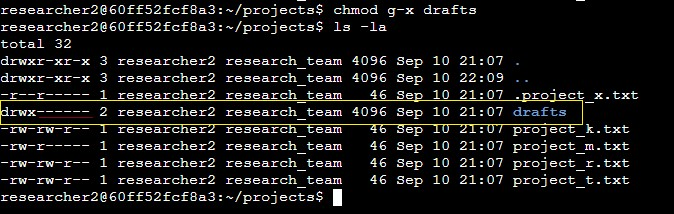 researcher2@60ff52fcf8a3:~/projects$ chmod g-x drafts
researcher2@60ff52fcf8a3:~/projects$ ls -la
total 32
drwxr-xr-x 3 researcher2 research_team 4096 Sep 10 21:07 .
drwxr-xr-x 3 researcher2 research_team 4096 Sep 10 22:09 ..
-r--r----- 1 researcher2 research_team   46 Sep 10 21:07 .project_x.txt
drwx------ 2 researcher2 research_team 4096 Sep 10 21:07 drafts
-rw-rw-r-- 1 researcher2 research_team   46 Sep 10 21:07 project_k.txt
-rw-rw-r-- 1 researcher2 research_team   46 Sep 10 21:07 project_m.txt
-rw-rw-r-- 1 researcher2 research_team   46 Sep 10 21:07 project_r.txt
-rw-rw-r-- 1 researcher2 research_team   46 Sep 10 21:07 project_t.txt
researcher2@60ff52fcf8a3:~/projects$